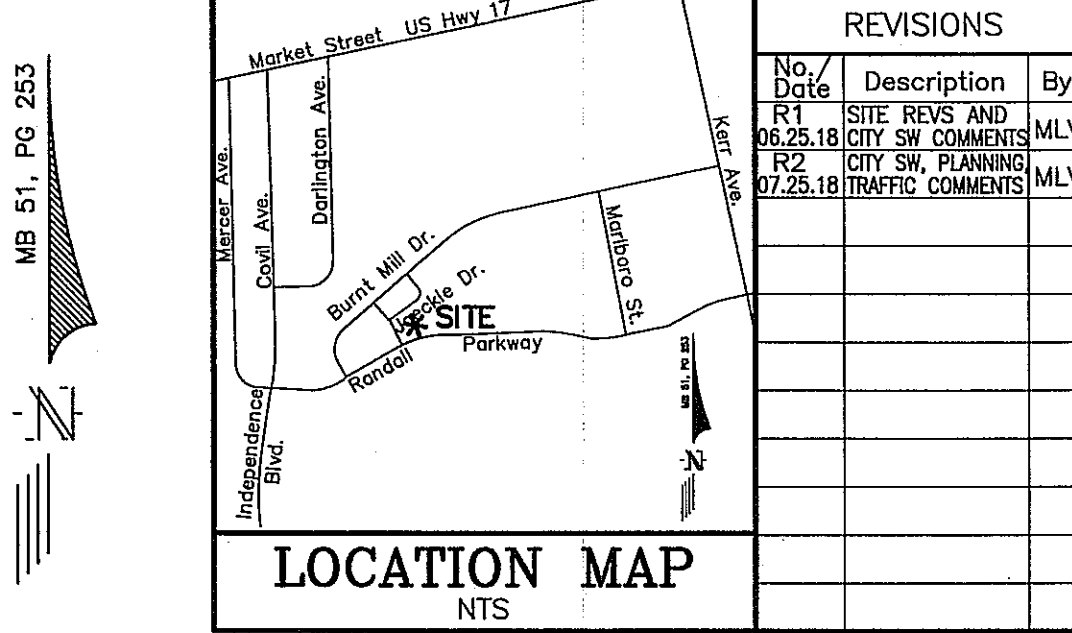 MB 51, PG 253
N
Market Street US Hwy 17
Mercer Ave.
Covil Ave.
Darlington Ave.
Kerr Ave.
Burnt Mill Dr.
Jaeckle Dr.
Marlboro St.
SITE
Randall Parkway
Independence Blvd.
MB 51, PG 253
N
LOCATION MAP
NTS
REVISIONS
No./Date Description By
R1 06.25.18 SITE REVS AND CITY SW COMMENTS
R2 07.25.18 CITY SW, PLANNING, TRAFFIC COMMENTS